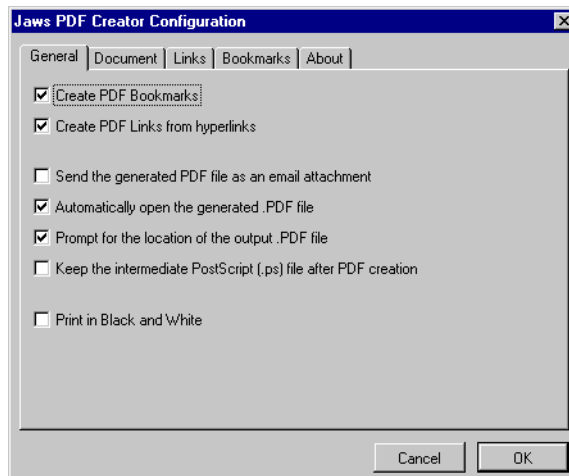 Jaws PDF Creator Configuration
General Document Links Bookmarks About
Create PDF Bookmarks
Create PDF Links from hyperlinks
Send the generated PDF file as an email attachment
Automatically open the generated .PDF file
Prompt for the location of the output .PDF file
Keep the intermediate PostScript (.ps) file after PDF creation
Print in Black and White
Cancel OK